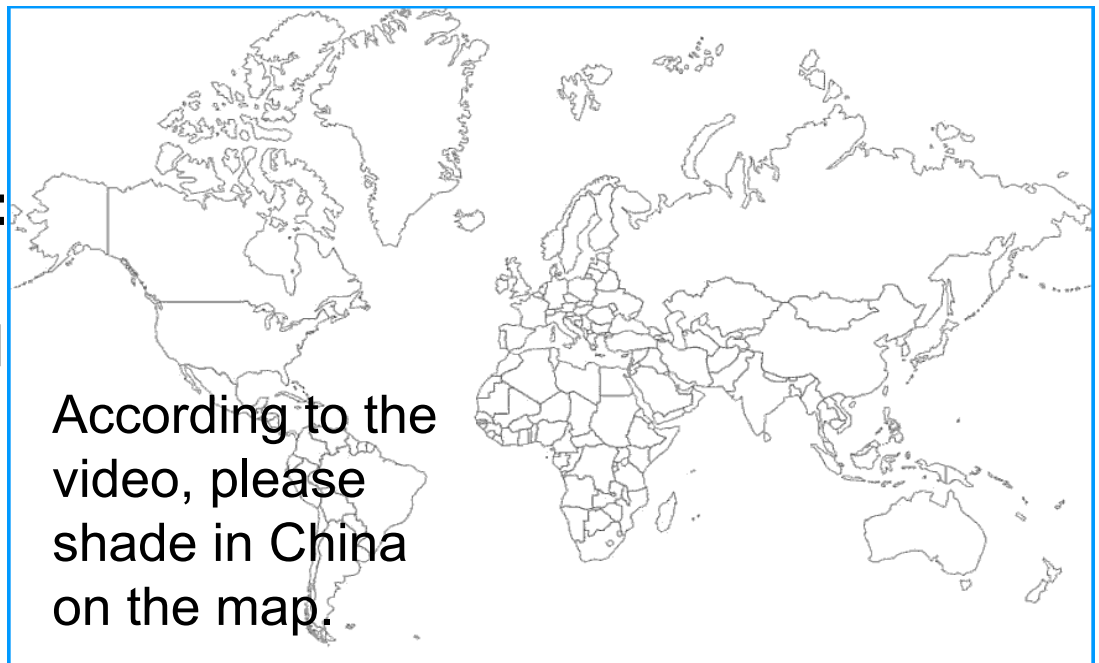 According to the
video, please
shade in China
on the map.